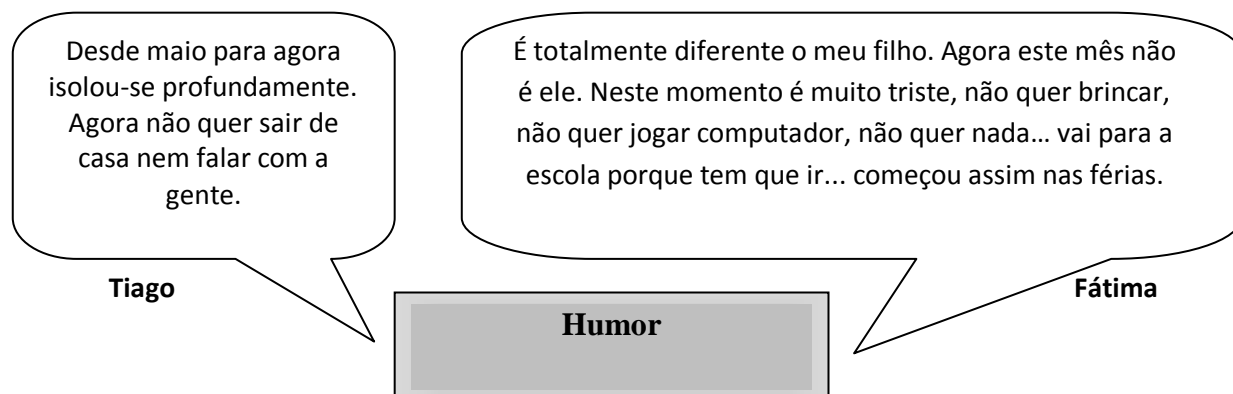 Desde maio para agora
isolou-se profundamente.
Agora não quer sair de
casa nem falar com a
gente.
Tiago
É totalmente diferente o meu filho. Agora este mês não
é ele. Neste momento é muito triste, não quer brincar,
não quer jogar computador, não quer nada… vai para a
escola porque tem que ir... começou assim nas férias.
Fátima
Humor